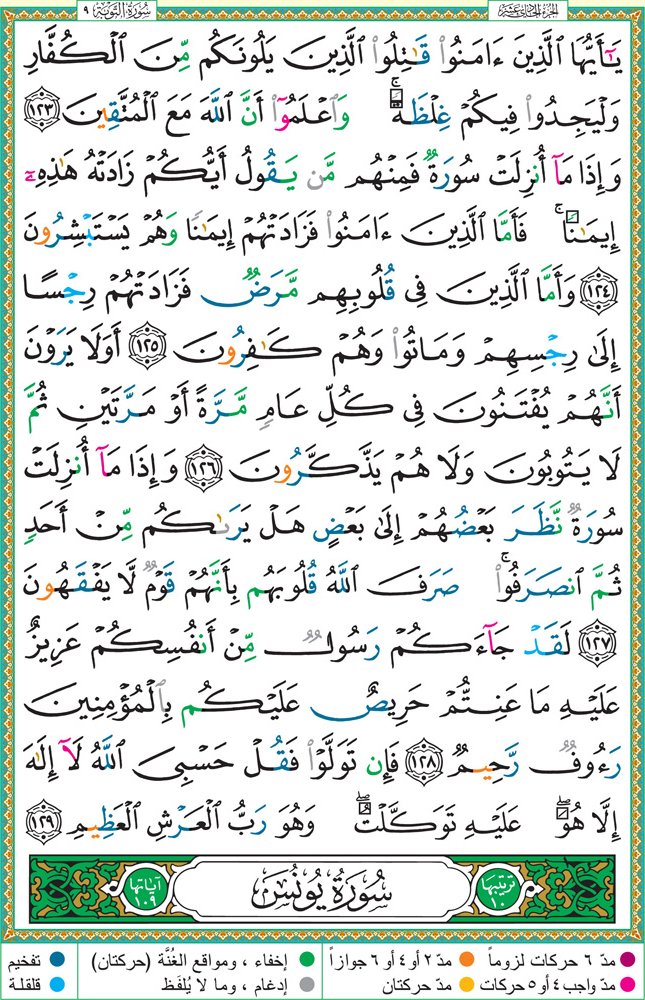 الجزء الحادي عشر
سورة التوبة ٩
يَـٰٓأَيُّهَا ٱلَّذِينَ ءَامَنُوا۟ قَـٰتِلُوا۟ ٱلَّذِينَ يَلُونَكُم مِّنَ ٱلْكُفَّارِ
وَلْيَجِدُوا۟ فِيكُمْ غِلْظَةً ۚ وَٱعْلَمُوٓا۟ أَنَّ ٱللَّهَ مَعَ ٱلْمُتَّقِينَ ١٢٣
وَإِذَا مَآ أُنزِلَتْ سُورَةٌ فَمِنْهُم مَّن يَقُولُ أَيُّكُمْ زَادَتْهُ هَـٰذِهِۦٓ
إِيمَـٰنًا ۚ فَأَمَّا ٱلَّذِينَ ءَامَنُوا۟ فَزَادَتْهُمْ إِيمَـٰنًا وَهُمْ يَسْتَبْشِرُونَ
١٢٤ وَأَمَّا ٱلَّذِينَ فِى قُلُوبِهِم مَّرَضٌ فَزَادَتْهُمْ رِجْسًا
إِلَىٰ رِجْسِهِمْ وَمَاتُوا۟ وَهُمْ كَـٰفِرُونَ ١٢٥ أَوَلَا يَرَوْنَ
أَنَّهُمْ يُفْتَنُونَ فِى كُلِّ عَامٍ مَّرَّةً أَوْ مَرَّتَيْنِ ثُمَّ
لَا يَتُوبُونَ وَلَا هُمْ يَذَّكَّرُونَ ١٢٦ وَإِذَا مَآ أُنزِلَتْ
سُورَةٌ نَّظَرَ بَعْضُهُمْ إِلَىٰ بَعْضٍ هَلْ يَرَىٰكُم مِّنْ أَحَدٍ
ثُمَّ ٱنصَرَفُوا۟ ۚ صَرَفَ ٱللَّهُ قُلُوبَهُم بِأَنَّهُمْ قَوْمٌ لَّا يَفْقَهُونَ
١٢٧ لَقَدْ جَآءَكُمْ رَسُولٌ مِّنْ أَنفُسِكُمْ عَزِيزٌ
عَلَيْهِ مَا عَنِتُّمْ حَرِيصٌ عَلَيْكُم بِٱلْمُؤْمِنِينَ
رَءُوفٌ رَّحِيمٌ ١٢٨ فَإِن تَوَلَّوْا۟ فَقُلْ حَسْبِىَ ٱللَّهُ لَآ إِلَـٰهَ
إِلَّا هُوَ ۖ عَلَيْهِ تَوَكَّلْتُ ۖ وَهُوَ رَبُّ ٱلْعَرْشِ ٱلْعَظِيمِ ١٢٩
ترتيبها ١٠
سُورَةُ يُونُسَ
آياتها ١٠٩
مدّ ٦ حركات لزوماً
مدّ ٢ أو ٤ أو ٦ جوازاً
إخفاء ، ومواقع الغُنَّة (حركتان)
تفخيم
مدّ واجب ٤ أو ٥ حركات
مدّ حركتان
إدغام ، وما لا يُلفَظ
قلقلة